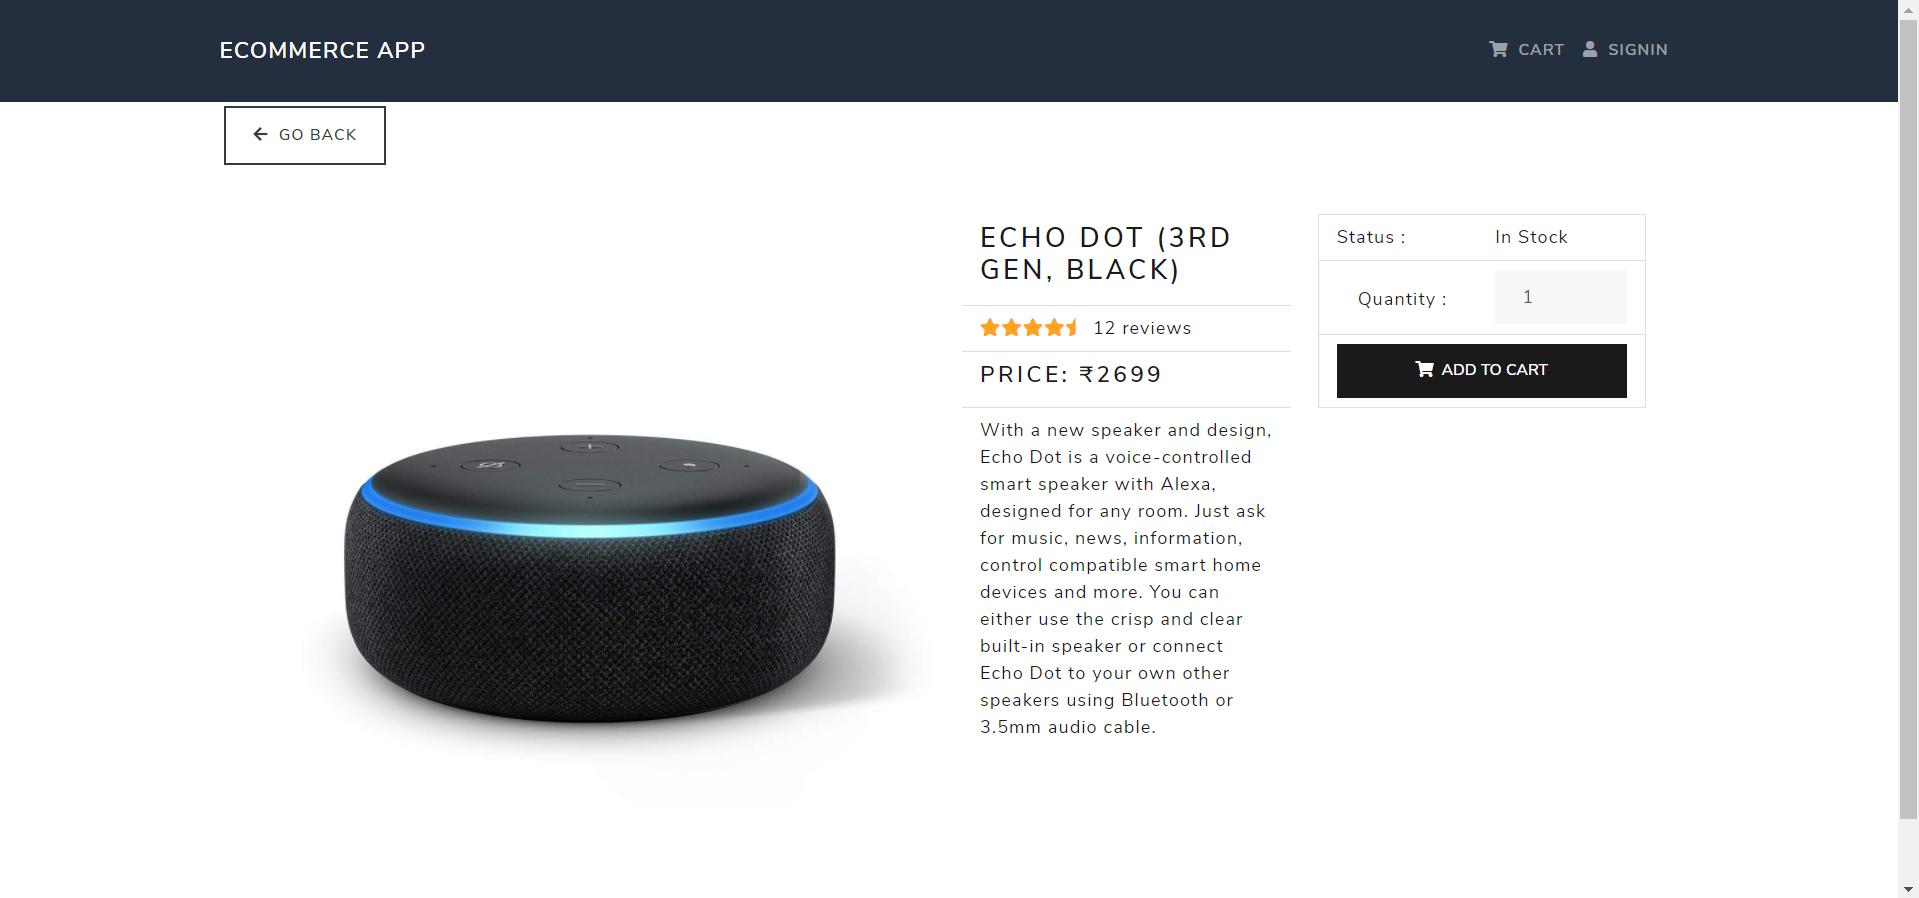 ECOMMERCE APP
CART
SIGNIN
GO BACK
ECHO DOT (3RD
GEN, BLACK)
12 reviews
PRICE: ₹2699
With a new speaker and design,
Echo Dot is a voice-controlled
smart speaker with Alexa,
designed for any room. Just ask
for music, news, information,
control compatible smart home
devices and more. You can
either use the crisp and clear
built-in speaker or connect
Echo Dot to your own other
speakers using Bluetooth or
3.5mm audio cable.
Status :
In Stock
Quantity :
1
ADD TO CART